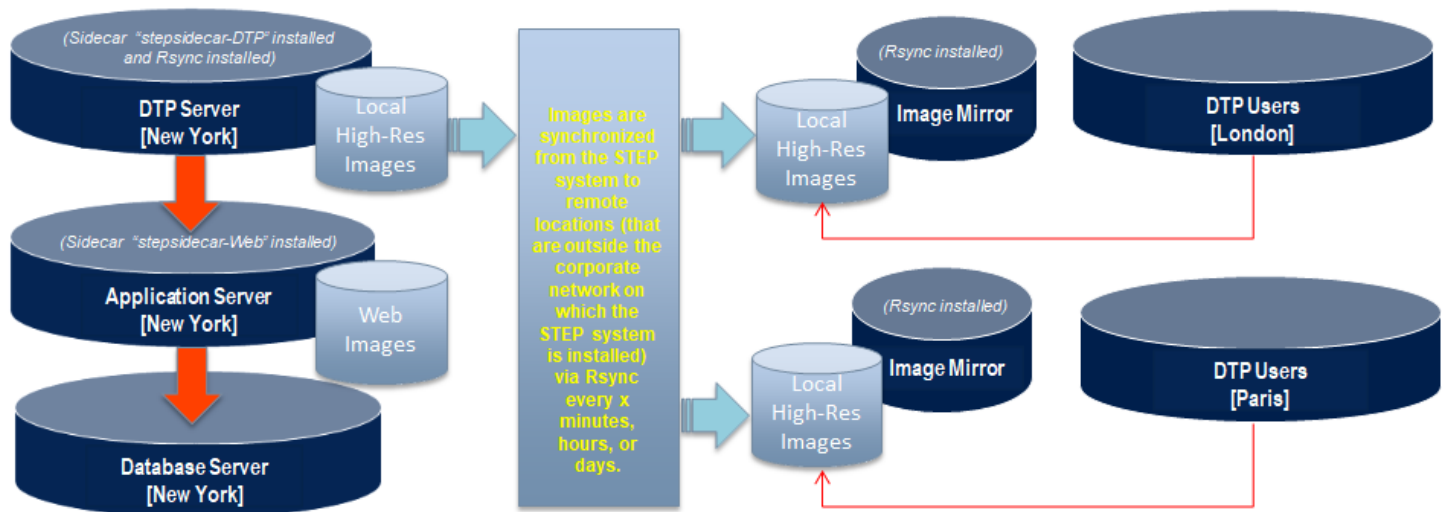 (Sidecar "stepsidecar-DTP" installed
and Rsync installed)
DTP Server
[New York]
Local
High-Res
Images
(Sidecar "stepsidecar-Web" installed)
Application Server
[New York]
Web
Images
Database Server
[New York]
Images are
synchronized
from the STEP
system to
remote
locations (that
are outside the
corporate
network on
which the
STEP system
is installed)
via Rsync
every x
minutes,
hours, or
days.
(Rsync installed)
Image Mirror
Local
High-Res
Images
DTP Users
[London]
(Rsync installed)
Image Mirror
Local
High-Res
Images
DTP Users
[Paris]